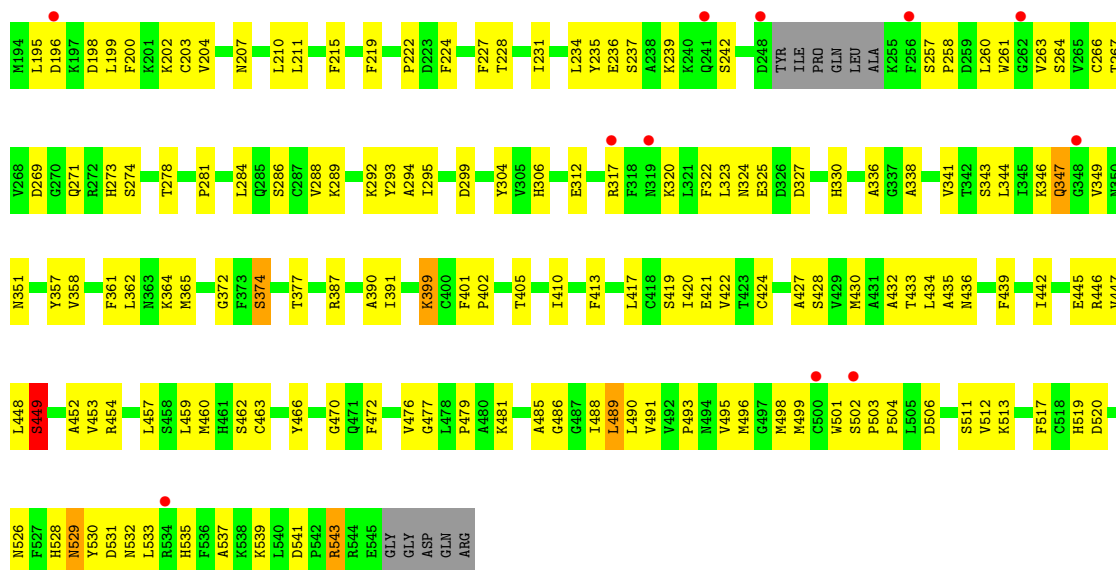 M194 L195 D196 K197 D198 L199 F200 K201 K202 C203 V204 N207 L210 L211 F215 F219 P222 D223 F224 F227 T228 I231 L234 Y235 E236 S237 A238 K239 K240 Q241 S242 D248 TYR ILE PRO GLN LEU ALA K255 F256 S257 P258 D259 L260 W261 G262 V263 S264 V265 C266 T267
V268 D269 G270 Q271 R272 H273 S274 T278 P281 L284 Q285 S286 C287 V288 K289 K292 Y293 A294 I295 D299 Y304 V305 H306 E312 R317 F318 N319 K320 L321 F322 L323 N324 E325 D326 D327 H330 A336 G337 A338 V341 T342 S343 L344 I345 K346 Q347 G348 V349 N350
N351 Y357 V358 F361 L362 N363 K364 M365 G372 F373 S374 T377 R387 A390 I391 K399 C400 F401 P402 T405 I410 F413 L417 C418 S419 I420 E421 V422 T423 C424 A427 S428 V429 M430 A431 A432 T433 L434 A435 N436 F439 I442 E445 R446 V447
L448 S449 A452 V453 R454 L457 S458 L459 M460 H461 S462 C463 Y466 G470 Q471 F472 V476 G477 L478 P479 A480 K481 A485 G486 G487 I488 L489 L490 V491 V492 P493 N494 V495 M496 G497 M498 M499 C500 W501 S502 P503 P504 L505 D506 S511 V512 K513 F517 C518 H519 D520
N526 F527 H528 N529 Y530 D531 N532 L533 R534 H535 F536 A537 K538 K539 L540 D541 P542 R543 R544 E545 GLY GLY ASP GLN ARG